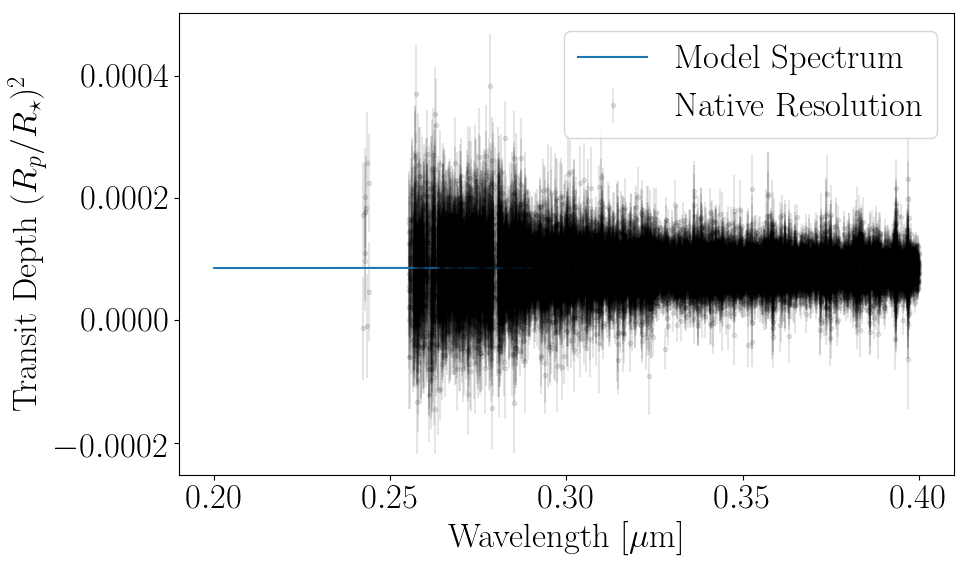 Model Spectrum
Native Resolution
Transit Depth (R_p/R_⋆)^2
0.0004
0.0002
0.0000
−0.0002
0.20 0.25 0.30 0.35 0.40
Wavelength [μm]